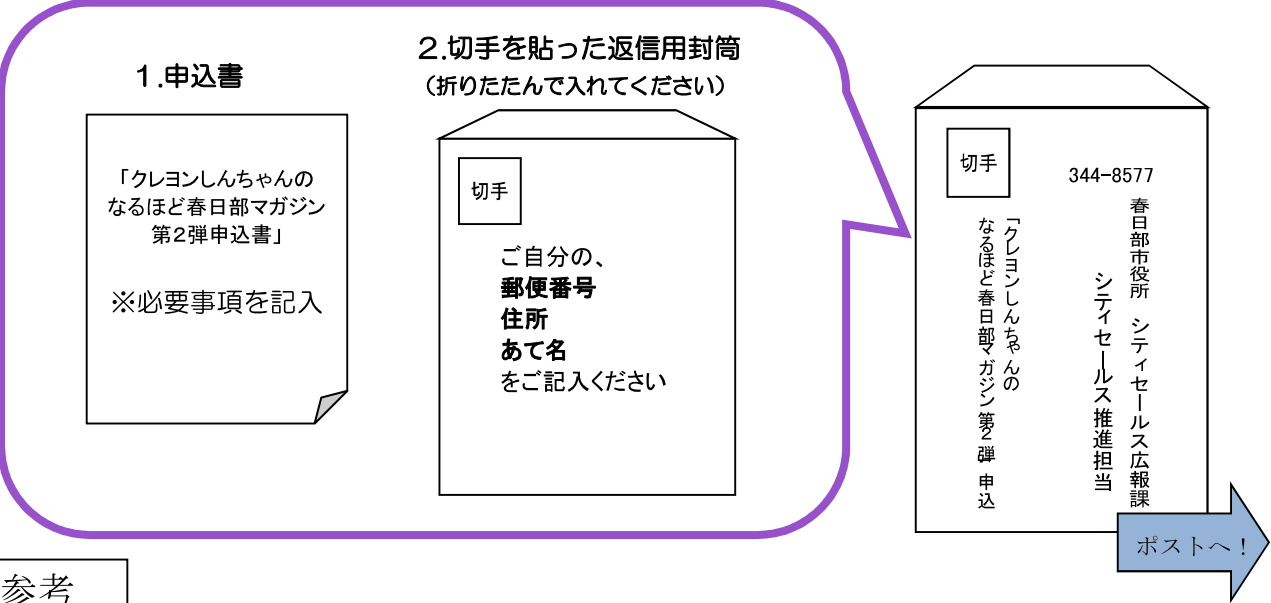 1.申込書
「クレヨンしんちゃんの
なるほど春日部マガジン
第2弾申込書」
※必要事項を記入
2.切手を貼った返信用封筒
（折りたたんで入れてください）
切手
ご自分の、
郵便番号
住所
あて名
をご記入ください
切手
344-8577
春日部市役所　シティセールス広報課
シティセールス推進担当
「クレヨンしんちゃんの
なるほど春日部マガジン第2弾」申込
ポストへ！
参考